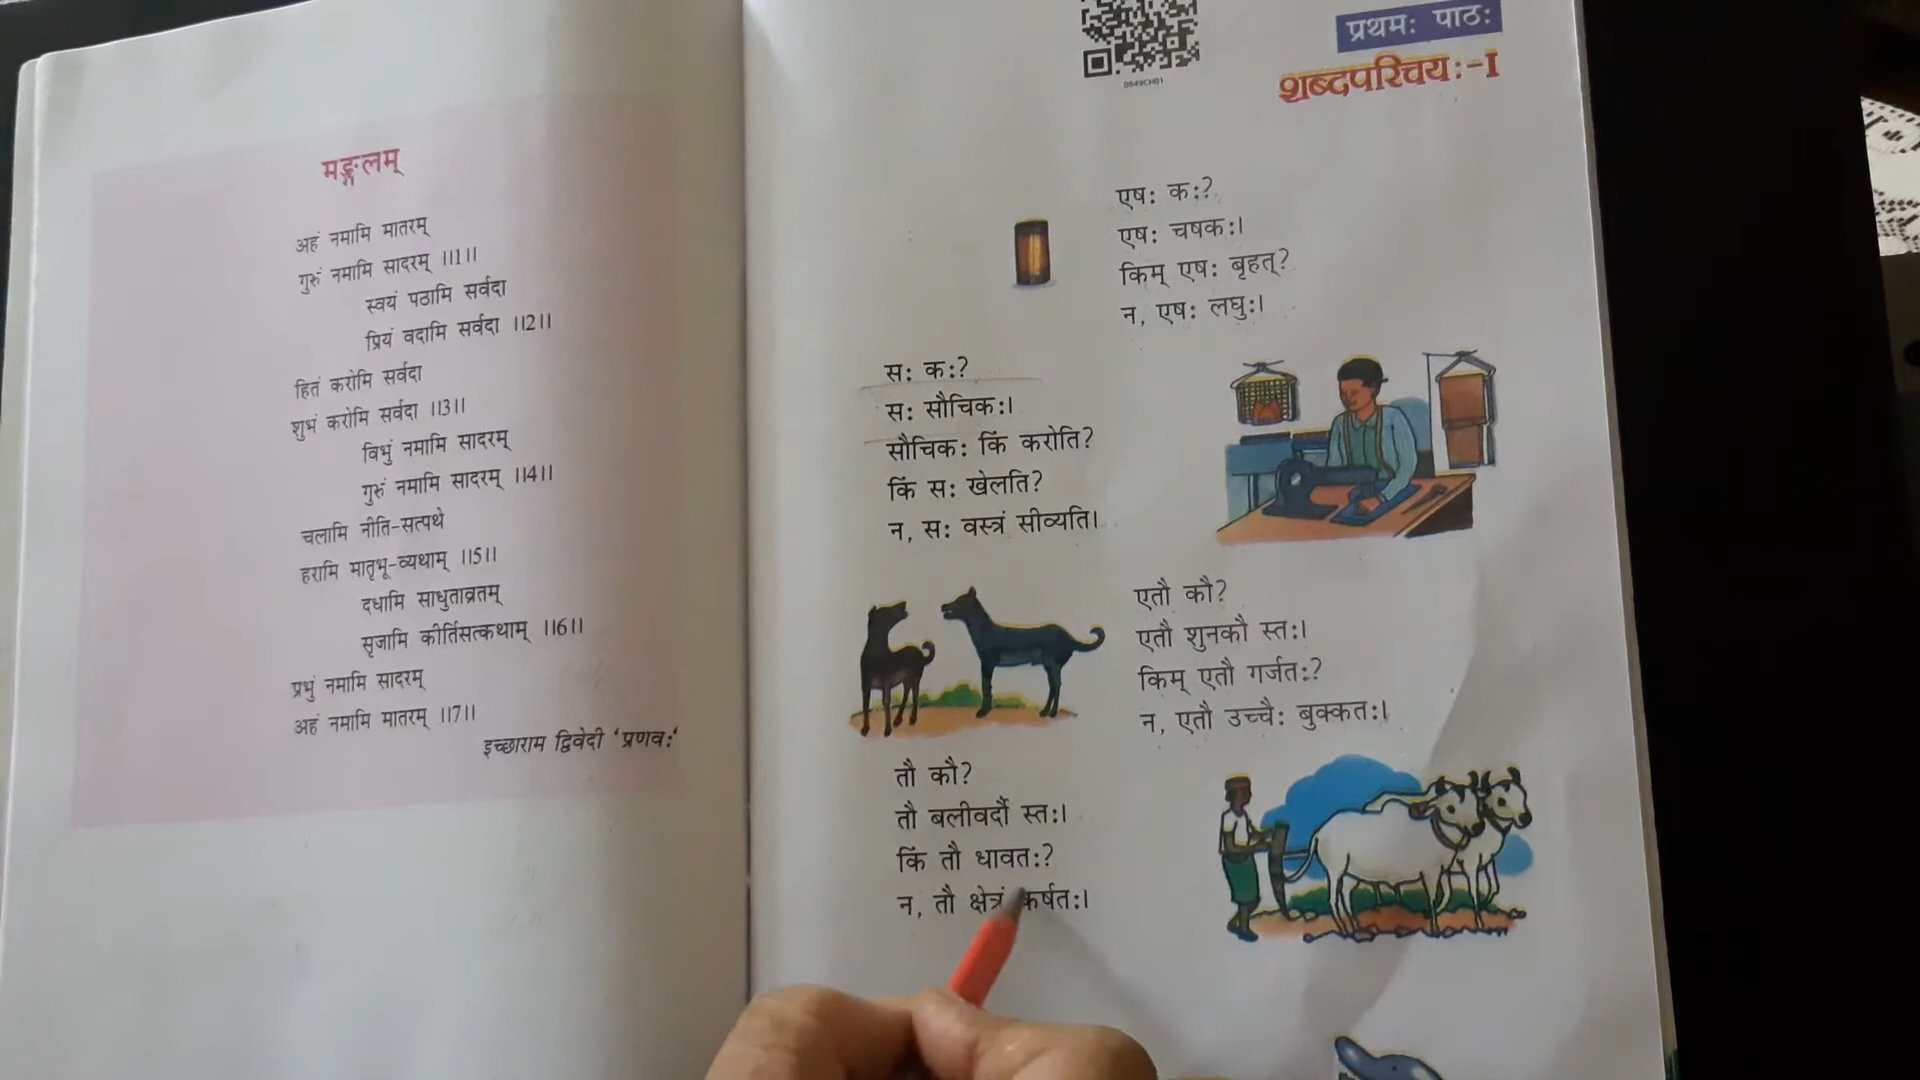 मङ्गलम्
अहं नमामि मातरम्
गुरुं नमामि सादरम् ।।1।।
स्वयं पठामि सर्वदा
प्रियं वदामि सर्वदा ।।2।।
हितं करोमि सर्वदा
शुभं करोमि सर्वदा ।।3।।
विभुं नमामि सादरम्
गुरुं नमामि सादरम् ।।4।।
चलामि नीति-सत्पथे
हरामि मातृभू-व्यथाम् ।।5।।
दधामि साधुताव्रतम्
सृजामि कीर्तिसत्कथाम् ।।6।।
प्रभुं नमामि सादरम्
अहं नमामि मातरम् ।।7।।
इच्छाराम द्विवेदी ‘प्रणवः‘
0649CH01
प्रथमः पाठः
शब्दपरिचयः-I
एषः कः?
एषः चषकः।
किम् एषः बृहत्?
न, एषः लघुः।
सः कः?
सः सौचिकः।
सौचिकः किं करोति?
किं सः खेलति?
न, सः वस्त्रं सीव्यति।
एतौ कौ?
एतौ शुनकौ स्तः।
किम् एतौ गर्जतः?
न, एतौ उच्चैः बुक्कतः।
तौ कौ?
तौ बलीवर्दौ स्तः।
किं तौ धावतः?
न, तौ क्षेत्रं कर्षतः।